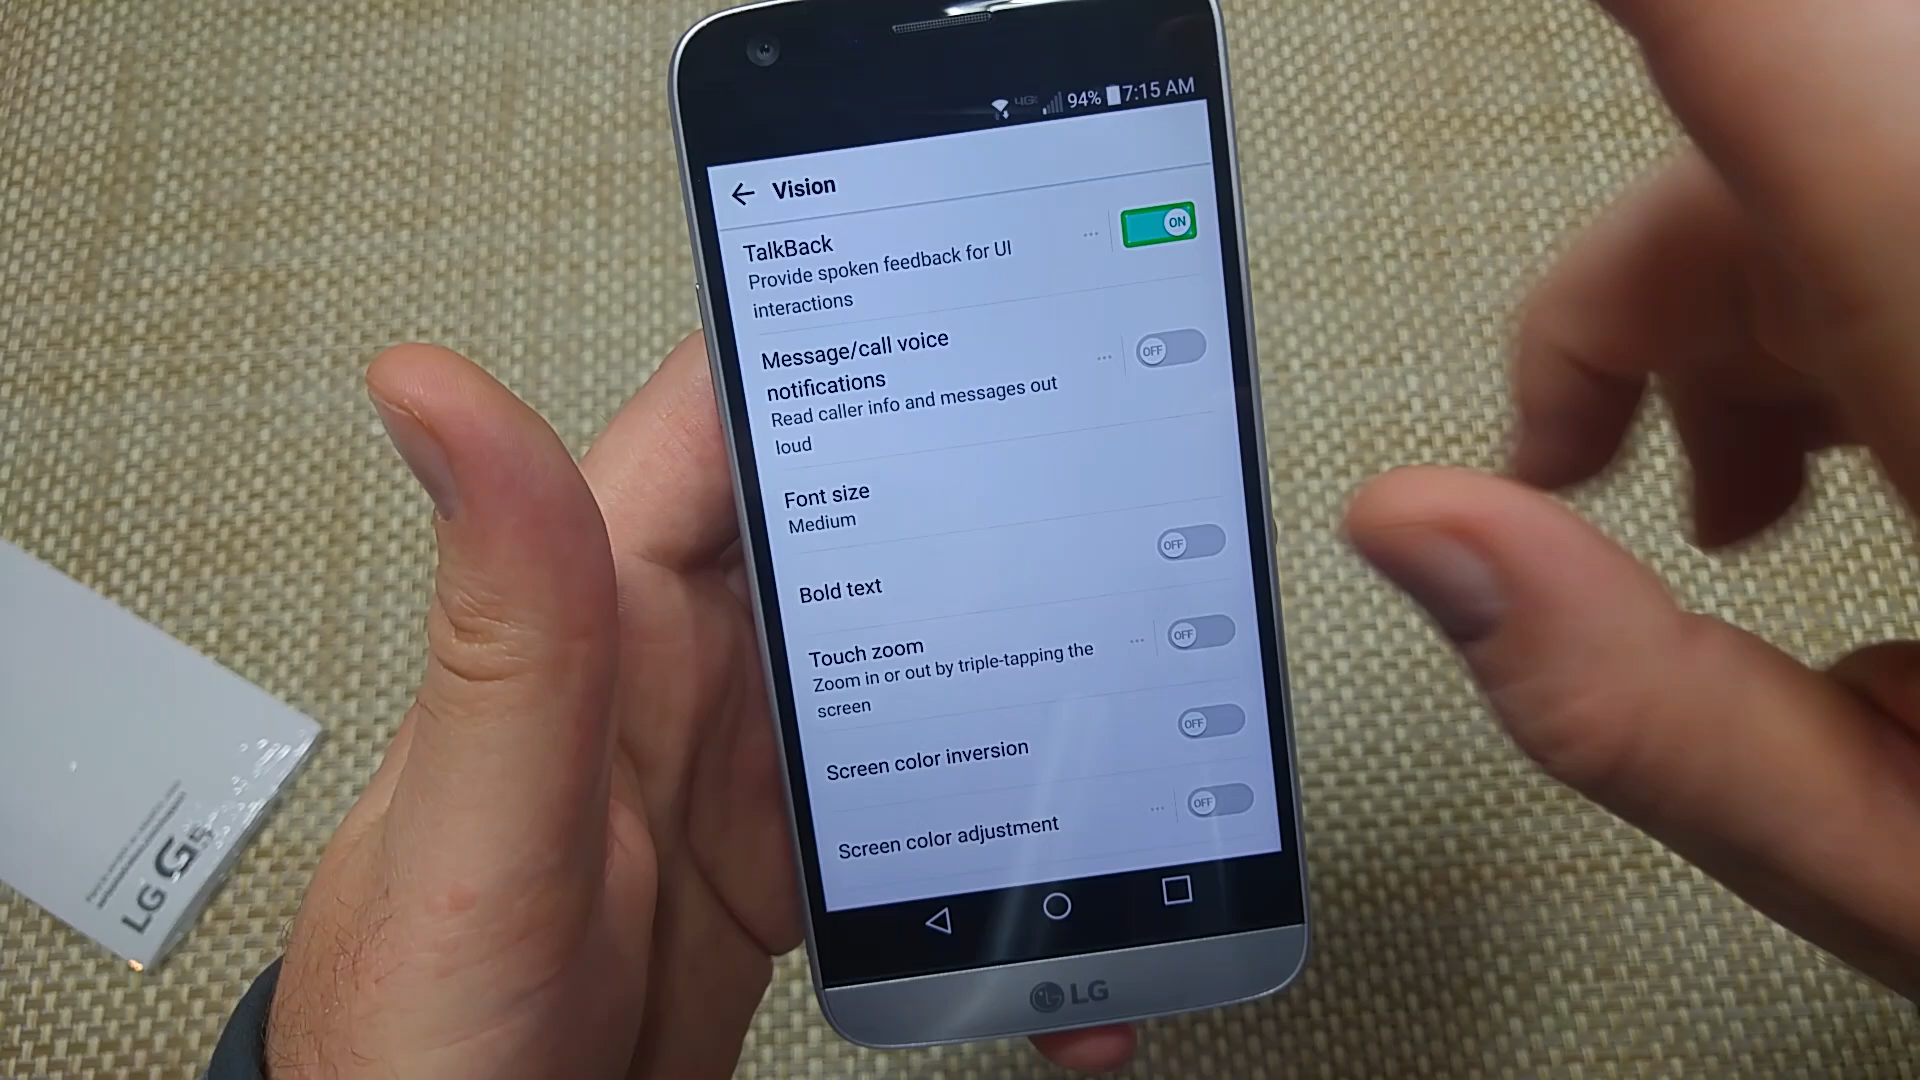 4G
94%
7:15 AM
Vision
TalkBack
Provide spoken feedback for UI
interactions
ON
Message/call voice
notifications
Read caller info and messages out
loud
OFF
Font size
Medium
Bold text
OFF
Touch zoom
Zoom in or out by triple-tapping the
screen
OFF
Screen color inversion
OFF
Screen color adjustment
OFF
LG
LG G5